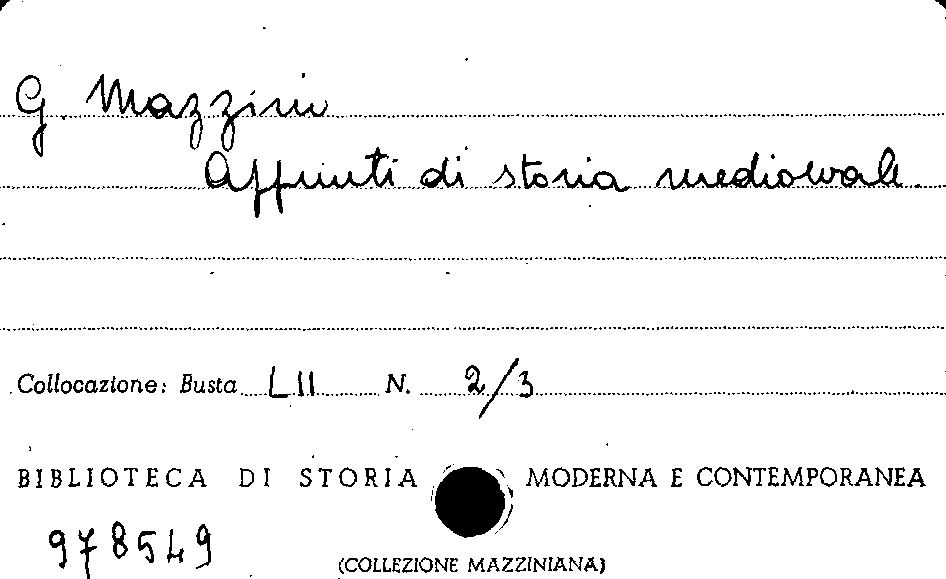 G. Mazzini
Appunti di storia medioevale.
Collocazione: Busta LII N. 2/3
BIBLIOTECA DI STORIA MODERNA E CONTEMPORANEA
978549
(COLLEZIONE MAZZINIANA)